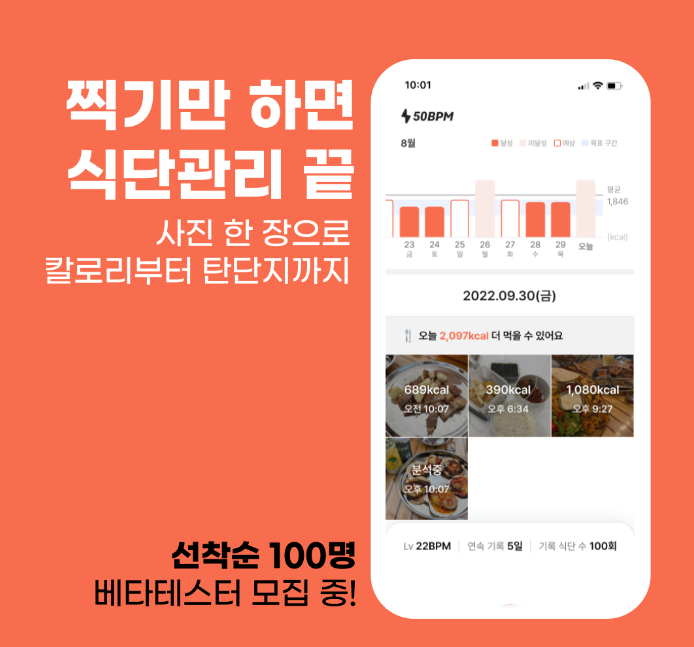 찍기만 하면
식단관리 끝
사진 한 장으로
칼로리부터 탄단지까지
선착순 100명
베타테스터 모집 중!
10:01
50BPM
8월
달성 미달성 예상 목표 구간
평균
1,846
(kcal)
23 24 25 26 27 28 29 오늘
금 토 일 월 화 수 목
2022.09.30(금)
오늘 2,097kcal 더 먹을 수 있어요
689kcal 390kcal 1,080kcal
오전 10:07 오후 6:34 오후 9:27
분석중
오후 10:07
Lv 22BPM 연속 기록 5일 기록 식단 수 100회